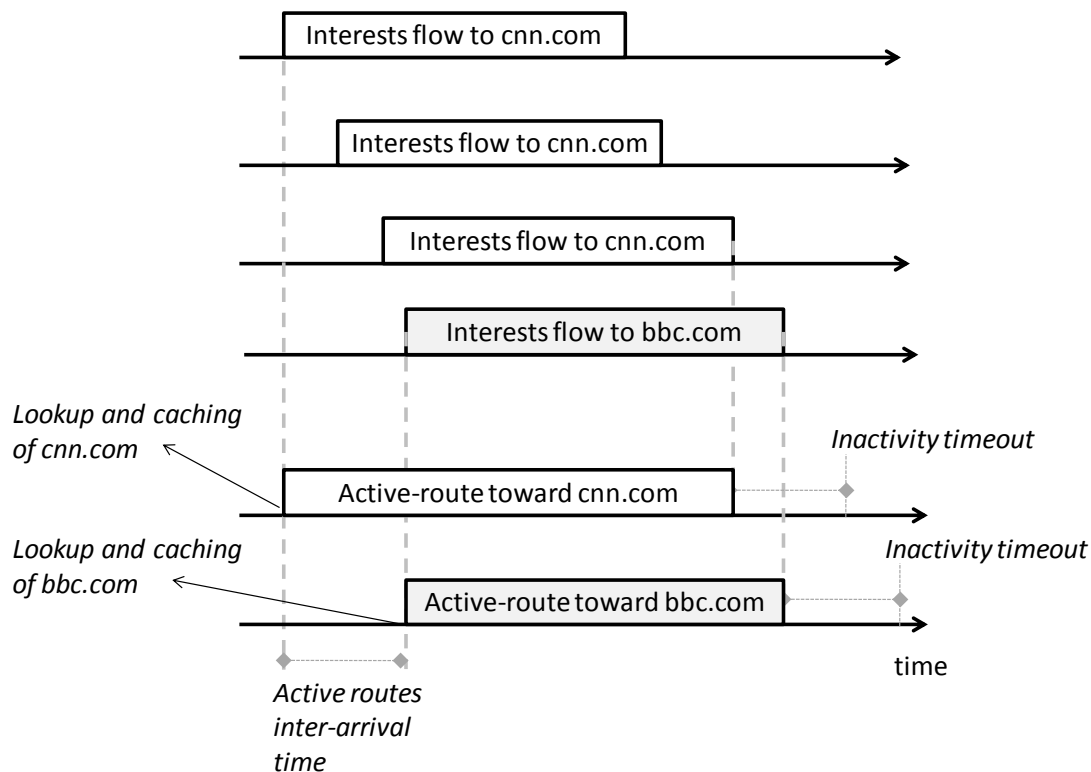 Interests flow to cnn.com
Interests flow to cnn.com
Interests flow to cnn.com
Interests flow to bbc.com
Lookup and caching
of cnn.com
Inactivity timeout
Active-route toward cnn.com
Lookup and caching
of bbc.com
Inactivity timeout
Active-route toward bbc.com
time
Active routes
inter-arrival
time